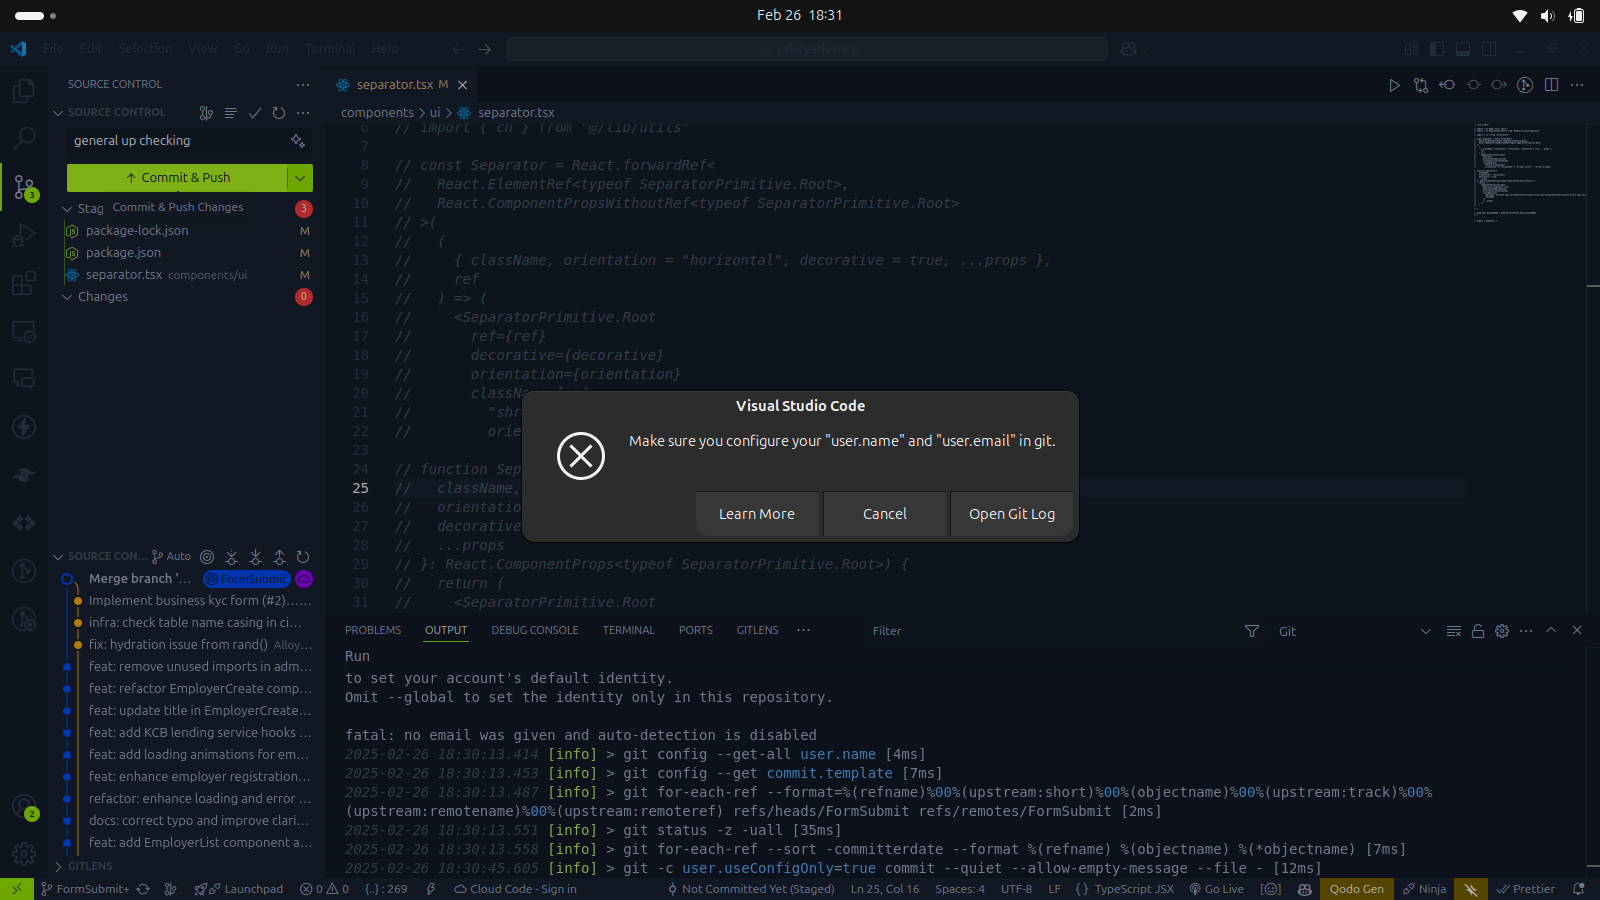 Feb 26 18:31
File Edit Selection View Go Run Terminal Help
salaryadvance
SOURCE CONTROL
separator.tsx M
SOURCE CONTROL
components > ui > separator.tsx
general up checking
Commit & Push
Stag
Commit & Push Changes
3
package-lock.json M
package.json M
separator.tsx components/ui M
Changes 0
3
6 // import { cn } from "@/lib/utils"
7
8 // const Separator = React.forwardRef<
9 // React.ElementRef<typeof SeparatorPrimitive.Root>,
10 // React.ComponentPropsWithoutRef<typeof SeparatorPrimitive.Root>
11 // >(
12 // (
13 // { className, orientation = "horizontal", decorative = true, ...props },
14 // ref
15 // ) => (
16 // <SeparatorPrimitive.Root
17 // ref={ref}
18 // decorative={decorative}
19 // orientation={orientation}
20 //
21 // "shr
22 // orie
23
24 // function Sep
25 // className,
26 // orientation
27 // decorative
28 // ...props
29 // }: React.ComponentProps<typeof SeparatorPrimitive.Root>) {
30 // return (
31 // <SeparatorPrimitive.Root
Visual Studio Code
Make sure you configure your "user.name" and "user.email" in git.
Learn More
Cancel
Open Git Log
SOURCE CON... Auto
Merge branch '... FormSubmit
Implement business kyc form (#2)......
infra: check table name casing in ci...
fix: hydration issue from rand() Alloy...
feat: remove unused imports in adm...
feat: refactor EmployerCreate comp...
feat: update title in EmployerCreate...
feat: add KCB lending service hooks ...
feat: add loading animations for em...
feat: enhance employer registration...
refactor: enhance loading and error ...
docs: correct typo and improve clari...
feat: add EmployerList component a...
GITLENS
2
PROBLEMS OUTPUT DEBUG CONSOLE TERMINAL PORTS GITLENS
Filter
Git
Run
to set your account's default identity.
Omit --global to set the identity only in this repository.
fatal: no email was given and auto-detection is disabled
2025-02-26 18:30:13.414 [info] > git config --get-all user.name [4ms]
2025-02-26 18:30:13.453 [info] > git config --get commit.template [7ms]
2025-02-26 18:30:13.487 [info] > git for-each-ref --format=%(refname)%00%(upstream:short)%00%(objectname)%00%(upstream:track)%00%
(upstream:remotename)%00%(upstream:remoteref) refs/heads/FormSubmit refs/remotes/FormSubmit [2ms]
2025-02-26 18:30:13.551 [info] > git status -z -uall [35ms]
2025-02-26 18:30:13.558 [info] > git for-each-ref --sort -committerdate --format %(refname) %(objectname) %(*objectname) [7ms]
2025-02-26 18:30:45.605 [info] > git -c user.useConfigOnly=true commit --quiet --allow-empty-message --file - [12ms]
FormSubmit+ Launchpad 0 0 {..}: 269 Cloud Code - Sign in Not Committed Yet (Staged) Ln 25, Col 16 Spaces: 4 UTF-8 LF {} TypeScript JSX Go Live Qodo Gen Ninja Prettier